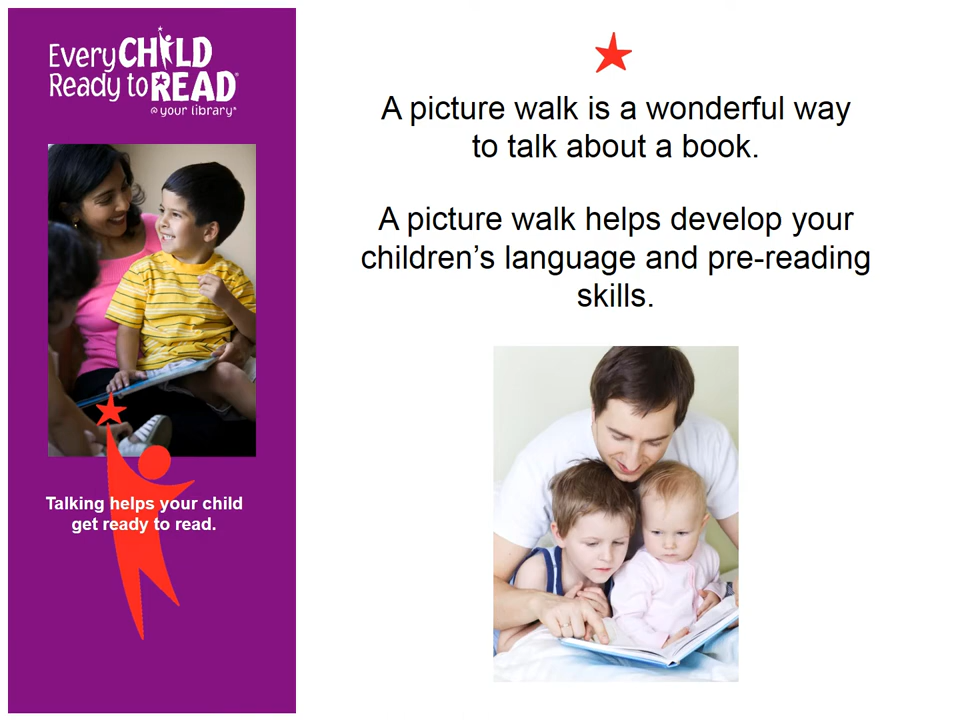 Every CHILD
Ready to READ®
@ your library®
Talking helps your child
get ready to read.
A picture walk is a wonderful way
to talk about a book.
A picture walk helps develop your
children’s language and pre-reading
skills.